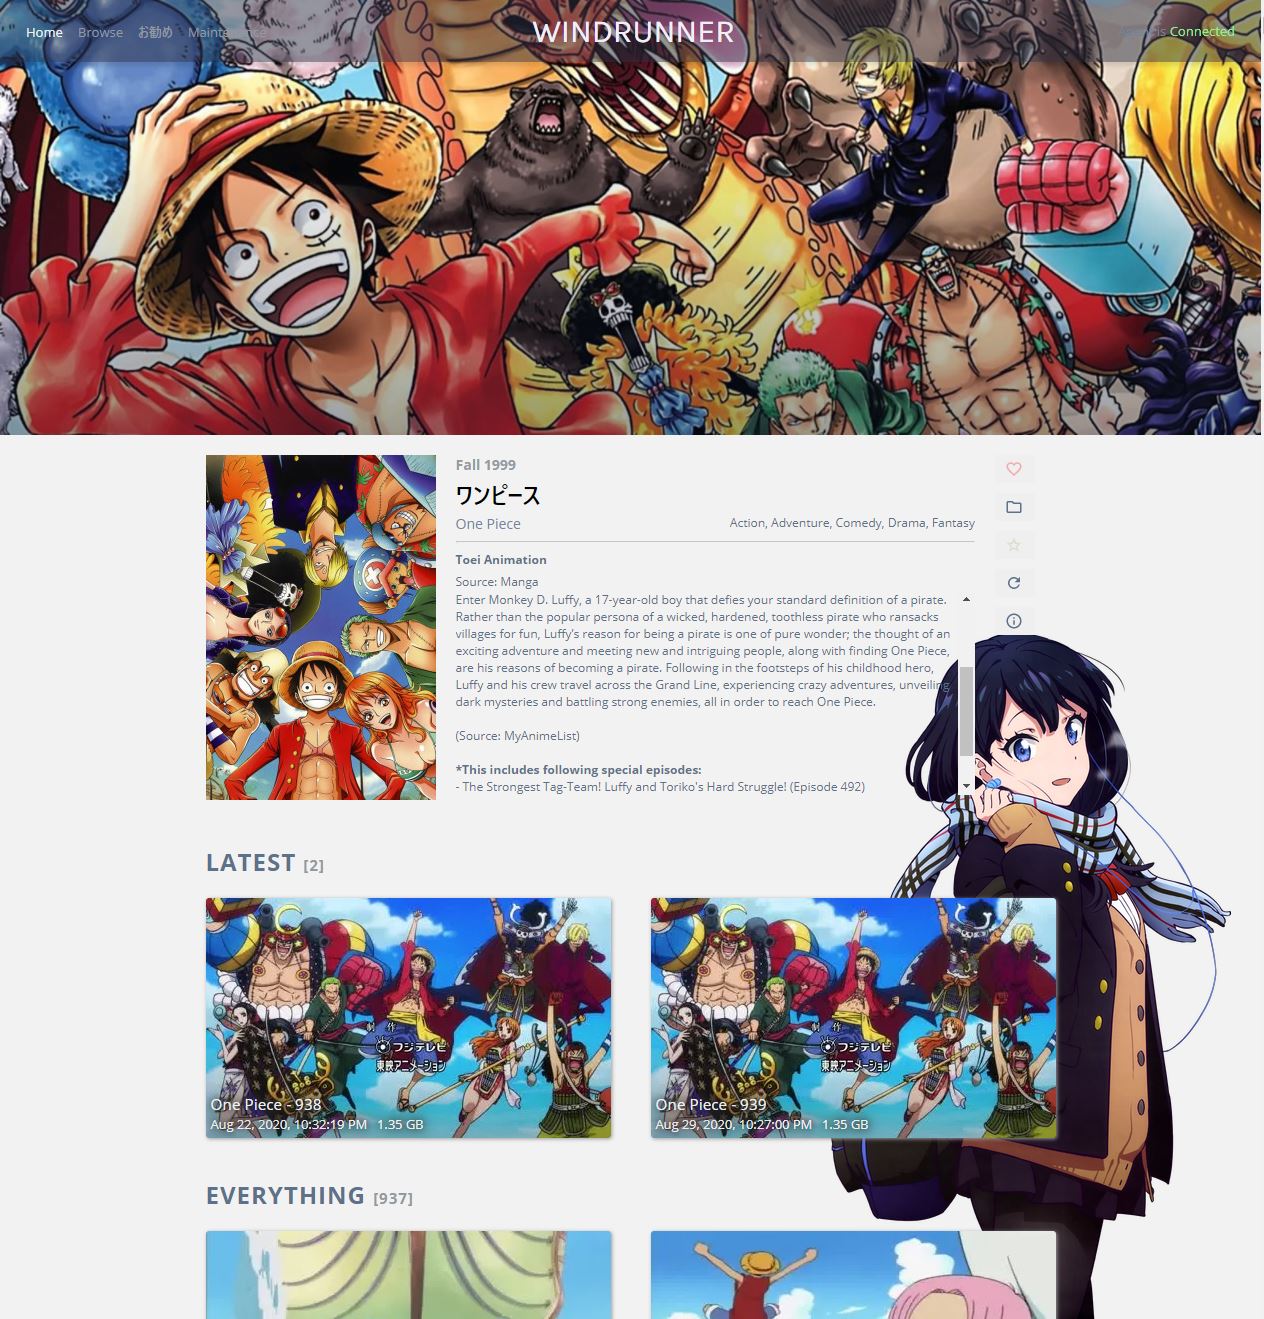 Home Browse お勧め Maintenance
WINDRUNNER
is Connected
Fall 1999
ワンピース
One Piece
Action, Adventure, Comedy, Drama, Fantasy
Toei Animation
Source: Manga
Enter Monkey D. Luffy, a 17-year-old boy that defies your standard definition of a pirate.
Rather than the popular persona of a wicked, hardened, toothless pirate who ransacks
villages for fun, Luffy's reason for being a pirate is one of pure wonder; the thought of an
exciting adventure and meeting new and intriguing people, along with finding One Piece,
are his reasons of becoming a pirate. Following in the footsteps of his childhood hero,
Luffy and his crew travel across the Grand Line, experiencing crazy adventures, unveiling
dark mysteries and battling strong enemies, all in order to reach One Piece.
(Source: MyAnimeList)
*This includes following special episodes:
- The Strongest Tag-Team! Luffy and Toriko's Hard Struggle! (Episode 492)
LATEST [2]
制 作
フジテレビ
東映アニメーション
One Piece - 938
Aug 22, 2020, 10:32:19 PM 1.35 GB
制 作
フジテレビ
東映アニメーション
One Piece - 939
Aug 29, 2020, 10:27:00 PM 1.35 GB
EVERYTHING [937]